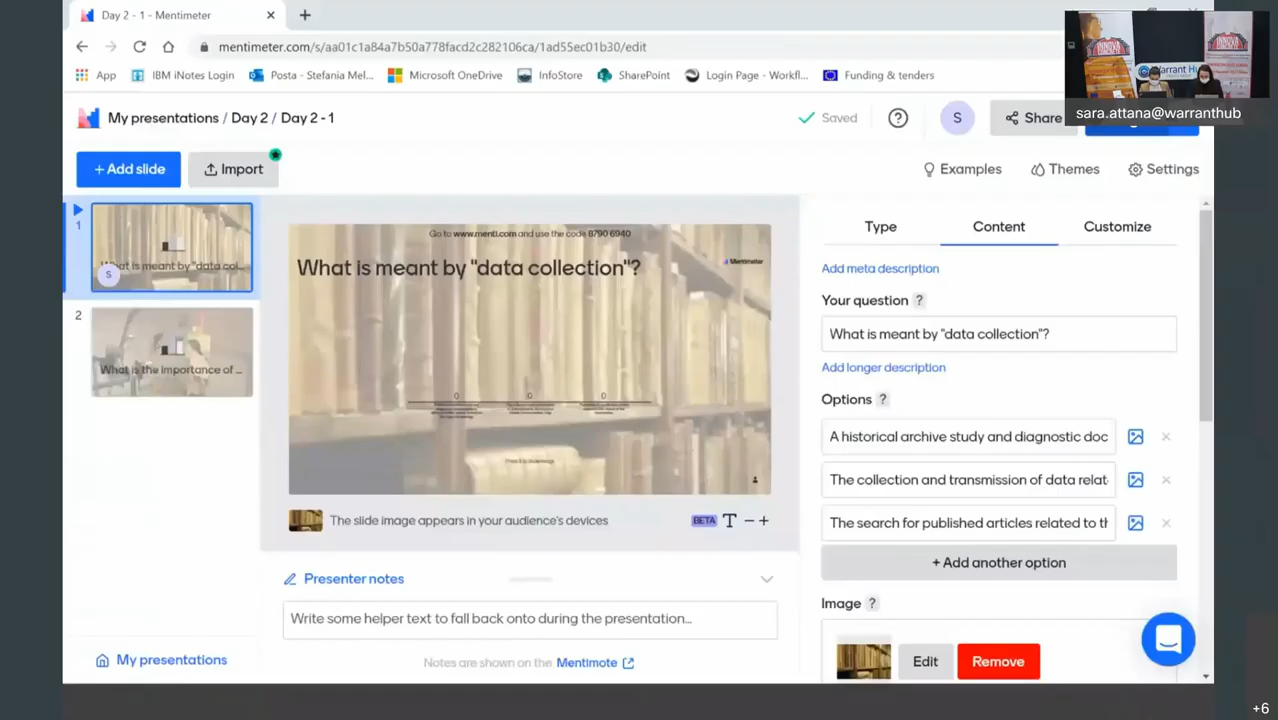 Day 2 - 1 - Mentimeter
mentimeter.com/s/aa01c1a84a7b50a778facd2c282106ca/1ad55ec01b30/edit
App
IBM iNotes Login
Posta - Stefania Mel...
Microsoft OneDrive
InfoStore
SharePoint
Login Page - Workfl...
Funding & tenders
INNOVA
INNOVA
Warrant Hu
sara.attana@warranthub
My presentations / Day 2 / Day 2 - 1
Saved
?
S
Share
+ Add slide
Import
Examples
Themes
Settings
1
S
What is meant by "data col...
2
What is the importance of ...
Go to www.menti.com and use the code 8790 6940
What is meant by "data collection"?
Mentimeter
0
0
0
The slide image appears in your audience's devices
BETA
T − +
Presenter notes
Write some helper text to fall back onto during the presentation...
Notes are shown on the Mentimote
My presentations
Type
Content
Customize
Add meta description
Your question ?
What is meant by "data collection"?
Add longer description
Options ?
A historical archive study and diagnostic doc
The collection and transmission of data relat
The search for published articles related to th
+ Add another option
Image ?
Edit
Remove
+6